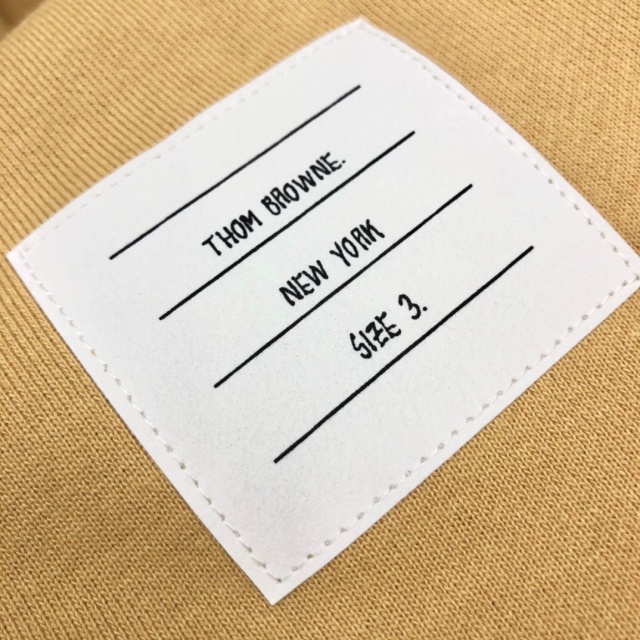 THOM BROWNE.
NEW YORK
SIZE 3.